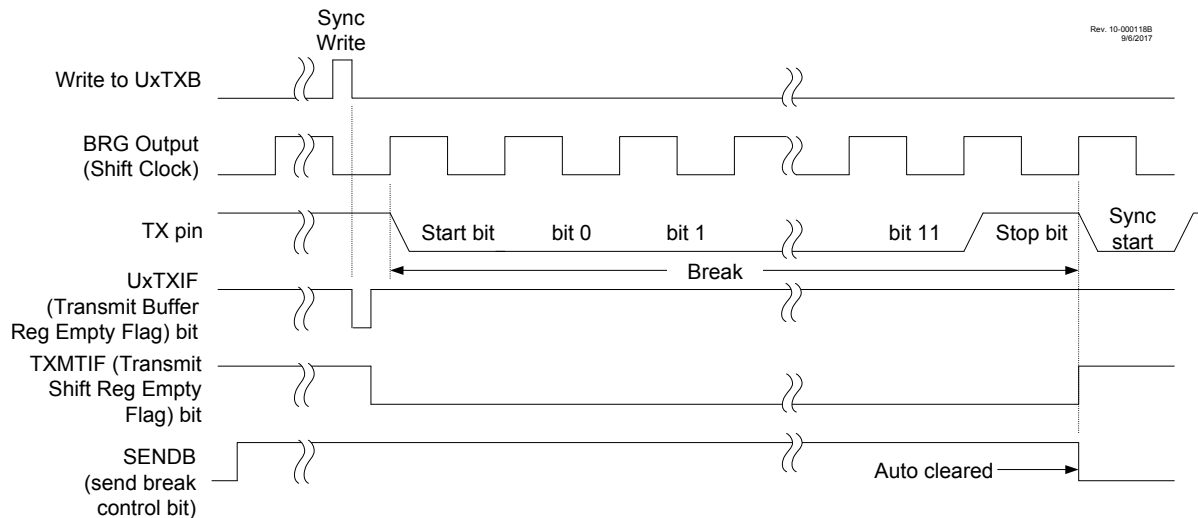 Rev. 10-000118B
9/6/2017
Sync
Write
Write to UxTXB
BRG Output
(Shift Clock)
TX pin
Start bit
bit 0
bit 1
bit 11
Stop bit
Sync
start
Break
UxTXIF
(Transmit Buffer
Reg Empty Flag) bit
TXMTIF (Transmit
Shift Reg Empty
Flag) bit
SENDB
(send break
control bit)
Auto cleared